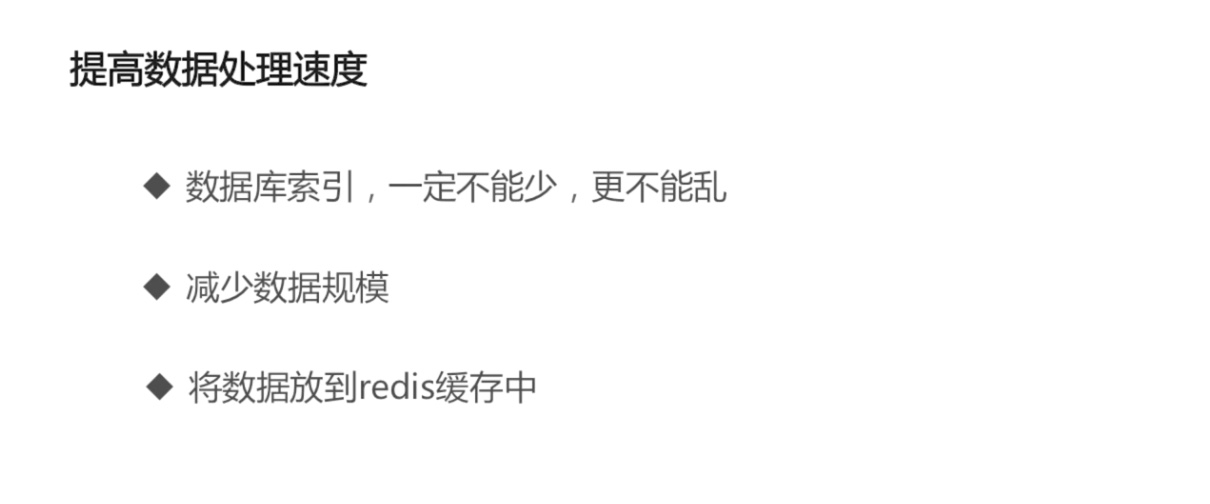 提高数据处理速度
◆ 数据库索引，一定不能少，更不能乱
◆ 减少数据规模
◆ 将数据放到redis缓存中